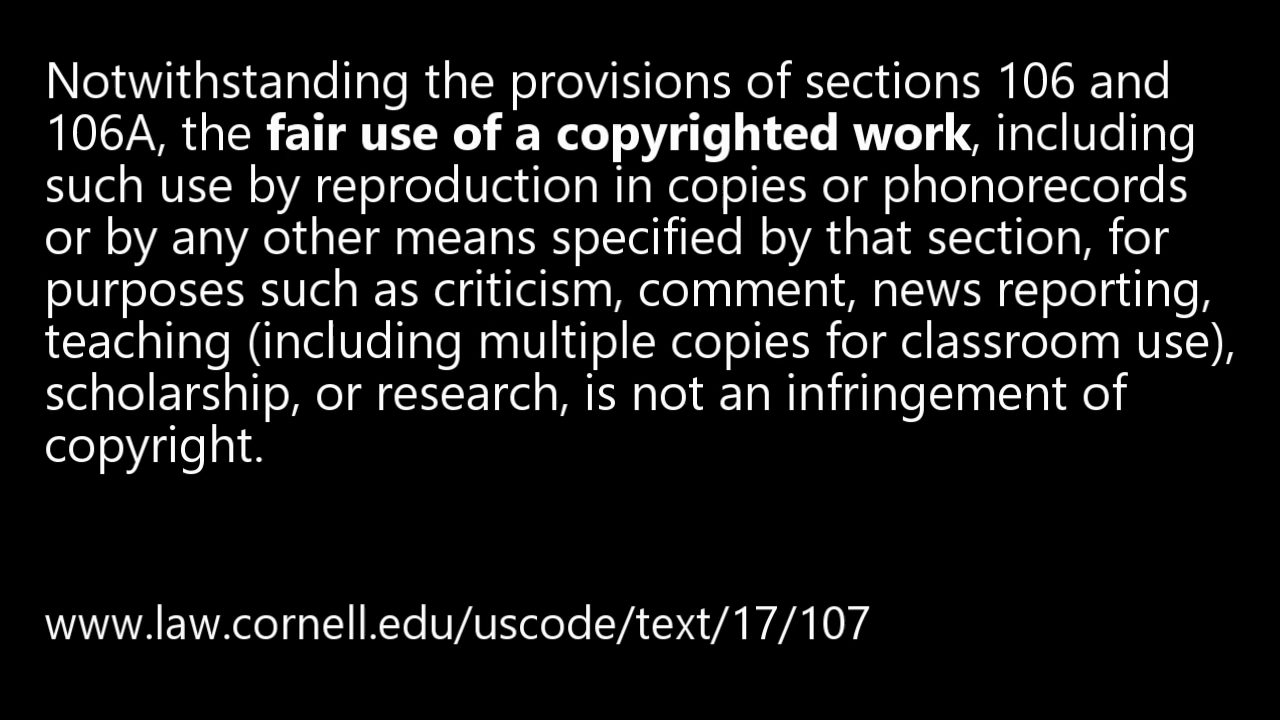 Notwithstanding the provisions of sections 106 and
106A, the fair use of a copyrighted work, including
such use by reproduction in copies or phonorecords
or by any other means specified by that section, for
purposes such as criticism, comment, news reporting,
teaching (including multiple copies for classroom use),
scholarship, or research, is not an infringement of
copyright.
www.law.cornell.edu/uscode/text/17/107